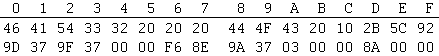 0 1 2 3 4 5 6 7 8 9 A B C D E F
46 41 54 33 32 20 20 20 44 4F 43 20 10 2B 5C 92
9D 37 9F 37 00 00 F6 8E 9A 37 03 00 00 8A 00 00